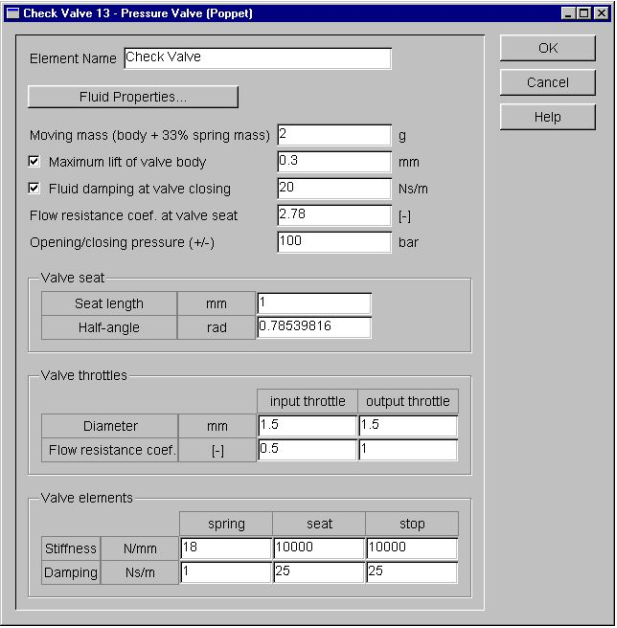 Check Valve 13 - Pressure Valve (Poppet)
Element Name Check Valve
OK
Fluid Properties...
Cancel
Help
Moving mass (body + 33% spring mass) 2 g
Maximum lift of valve body 0.3 mm
Fluid damping at valve closing 20 Ns/m
Flow resistance coef. at valve seat 2.78 [-]
Opening/closing pressure (+/-) 100 bar
Valve seat
Seat length mm 1
Half-angle rad 0.78539816
Valve throttles
input throttle output throttle
Diameter mm 1.5 1.5
Flow resistance coef. [-] 0.5 1
Valve elements
spring seat stop
Stiffness N/mm 18 10000 10000
Damping Ns/m 1 25 25